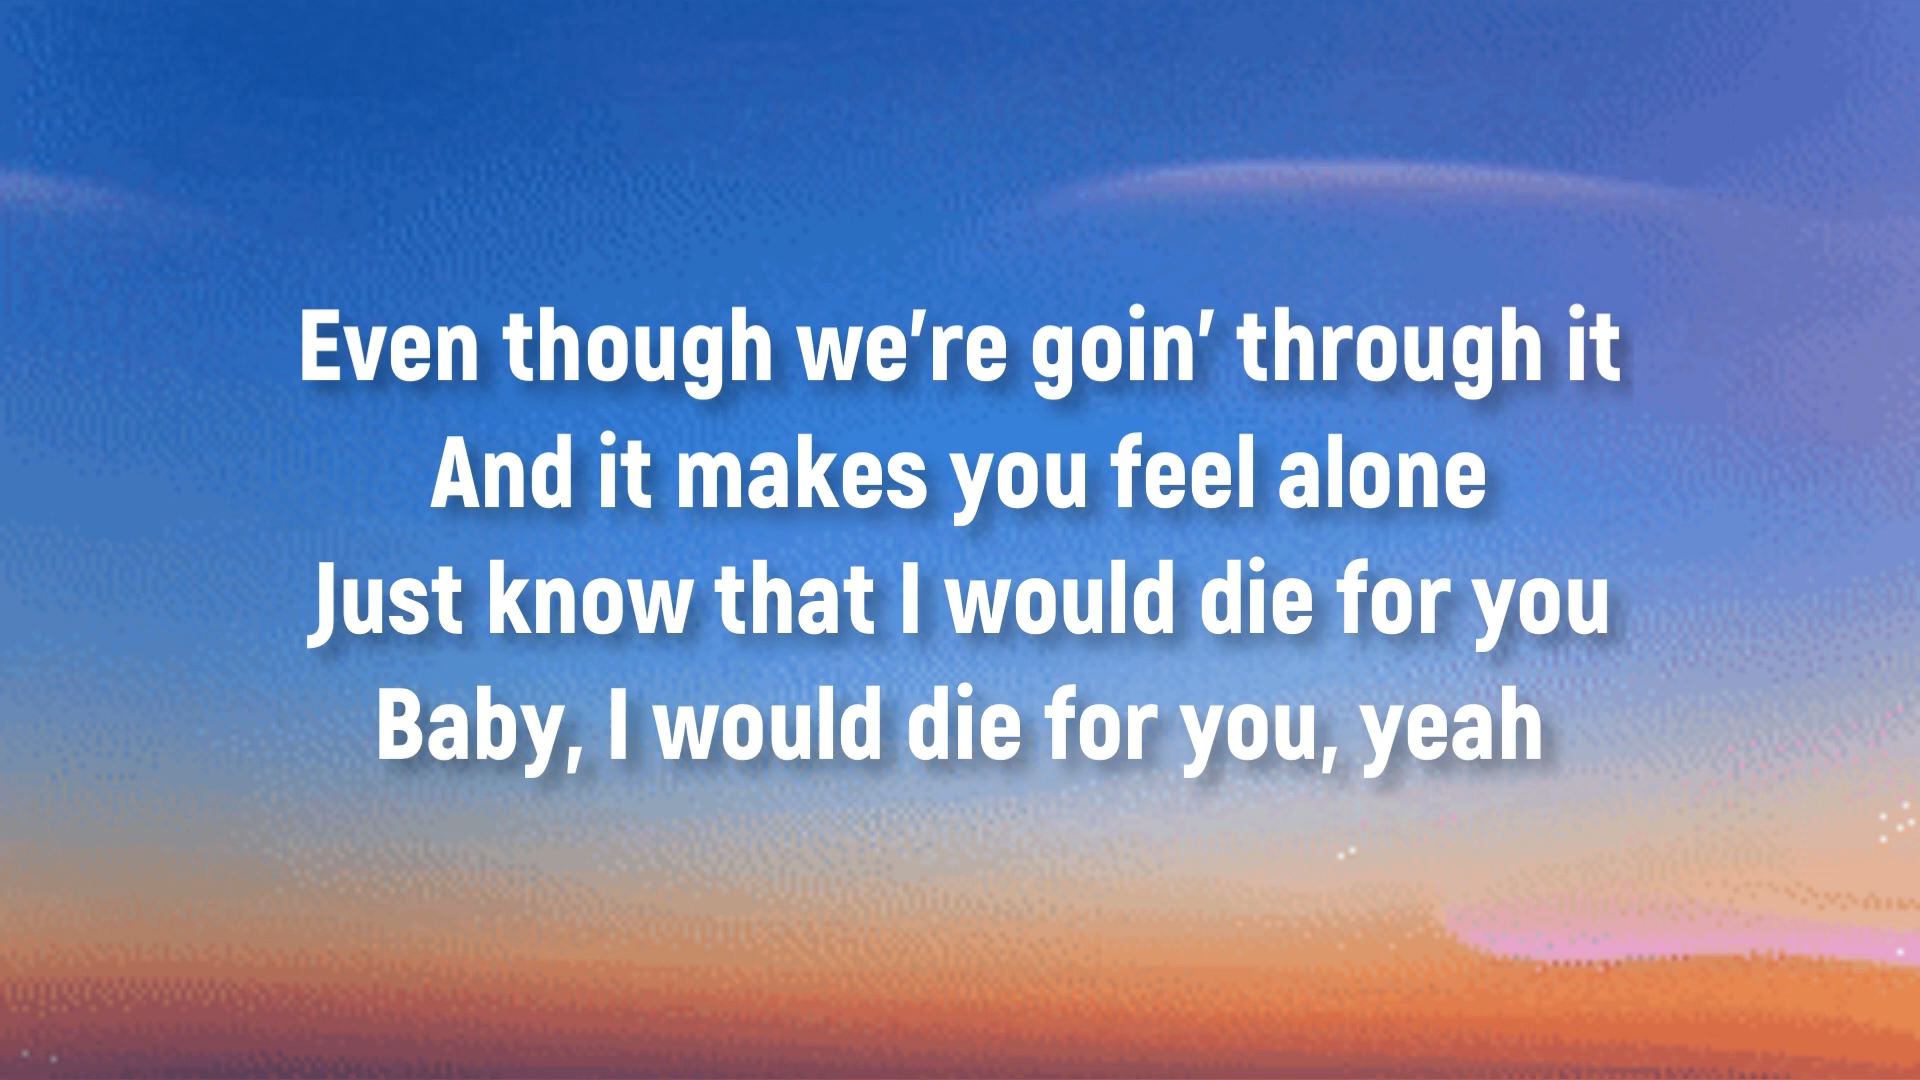 Even though we’re goin’ through it
And it makes you feel alone
Just know that I would die for you
Baby, I would die for you, yeah